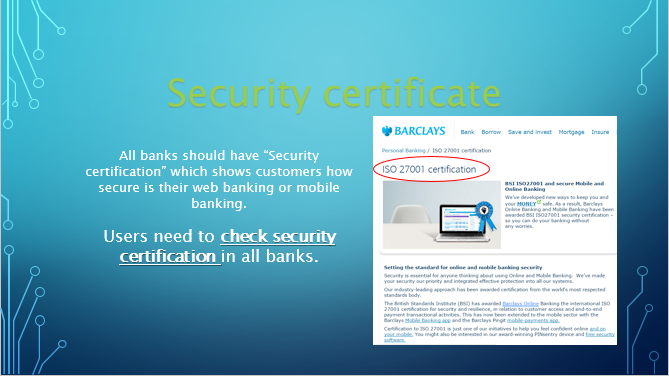 Security certificate
All banks should have “Security
certification” which shows customers how
secure is their web banking or mobile
banking.
Users need to check security
certification in all banks.
BARCLAYS
Bank Borrow Save and invest Mortgage Insure
Personal Banking / ISO 27001 certification
ISO 27001 certification
BSI ISO27001 and secure Mobile and
Online Banking
We've developed new ways to keep you and
your MONEY safe. As a result, Barclays
Online Banking and Mobile Banking have been
awarded BSI ISO27001 security certification –
so you can do your banking without
any worries.
Setting the standard for online and mobile banking security
Security is essential for anyone thinking about using Online and Mobile Banking. We've made
your security our priority and integrated effective protection into all our systems.
Our industry-leading approach has been awarded certification from the world's most respected
standards body.
The British Standards Institute (BSI) has awarded Barclays Online Banking the international ISO
27001 certification for security and resilience, in relation to customer access and end-to-end
payment transactional activities. This has now been extended to the mobile sector with the
Barclays Mobile Banking app and the Barclays Pingit mobile-payments app.
Certification to ISO 27001 is just one of our initiatives to help you feel confident online and on
your mobile. You might also be interested in our award-winning PINsentry device and free security
software.